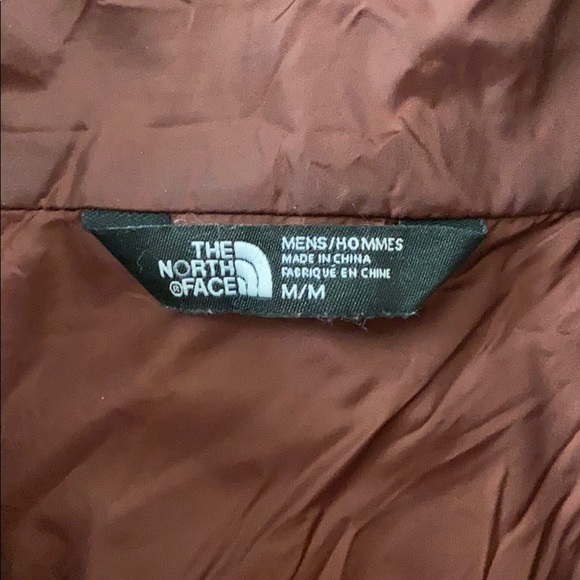 THE
NORTH
®FACE
MENS/HOMMES
MADE IN CHINA
FABRIQUÉ EN CHINE
M/M